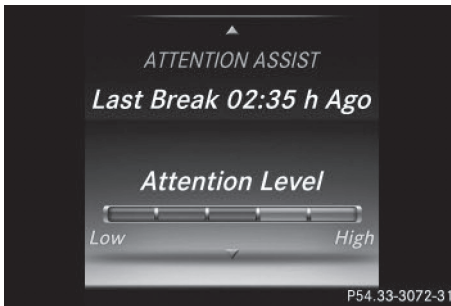 ATTENTION ASSIST
Last Break 02:35 h Ago
Attention Level
Low High
P54.33-3072-31